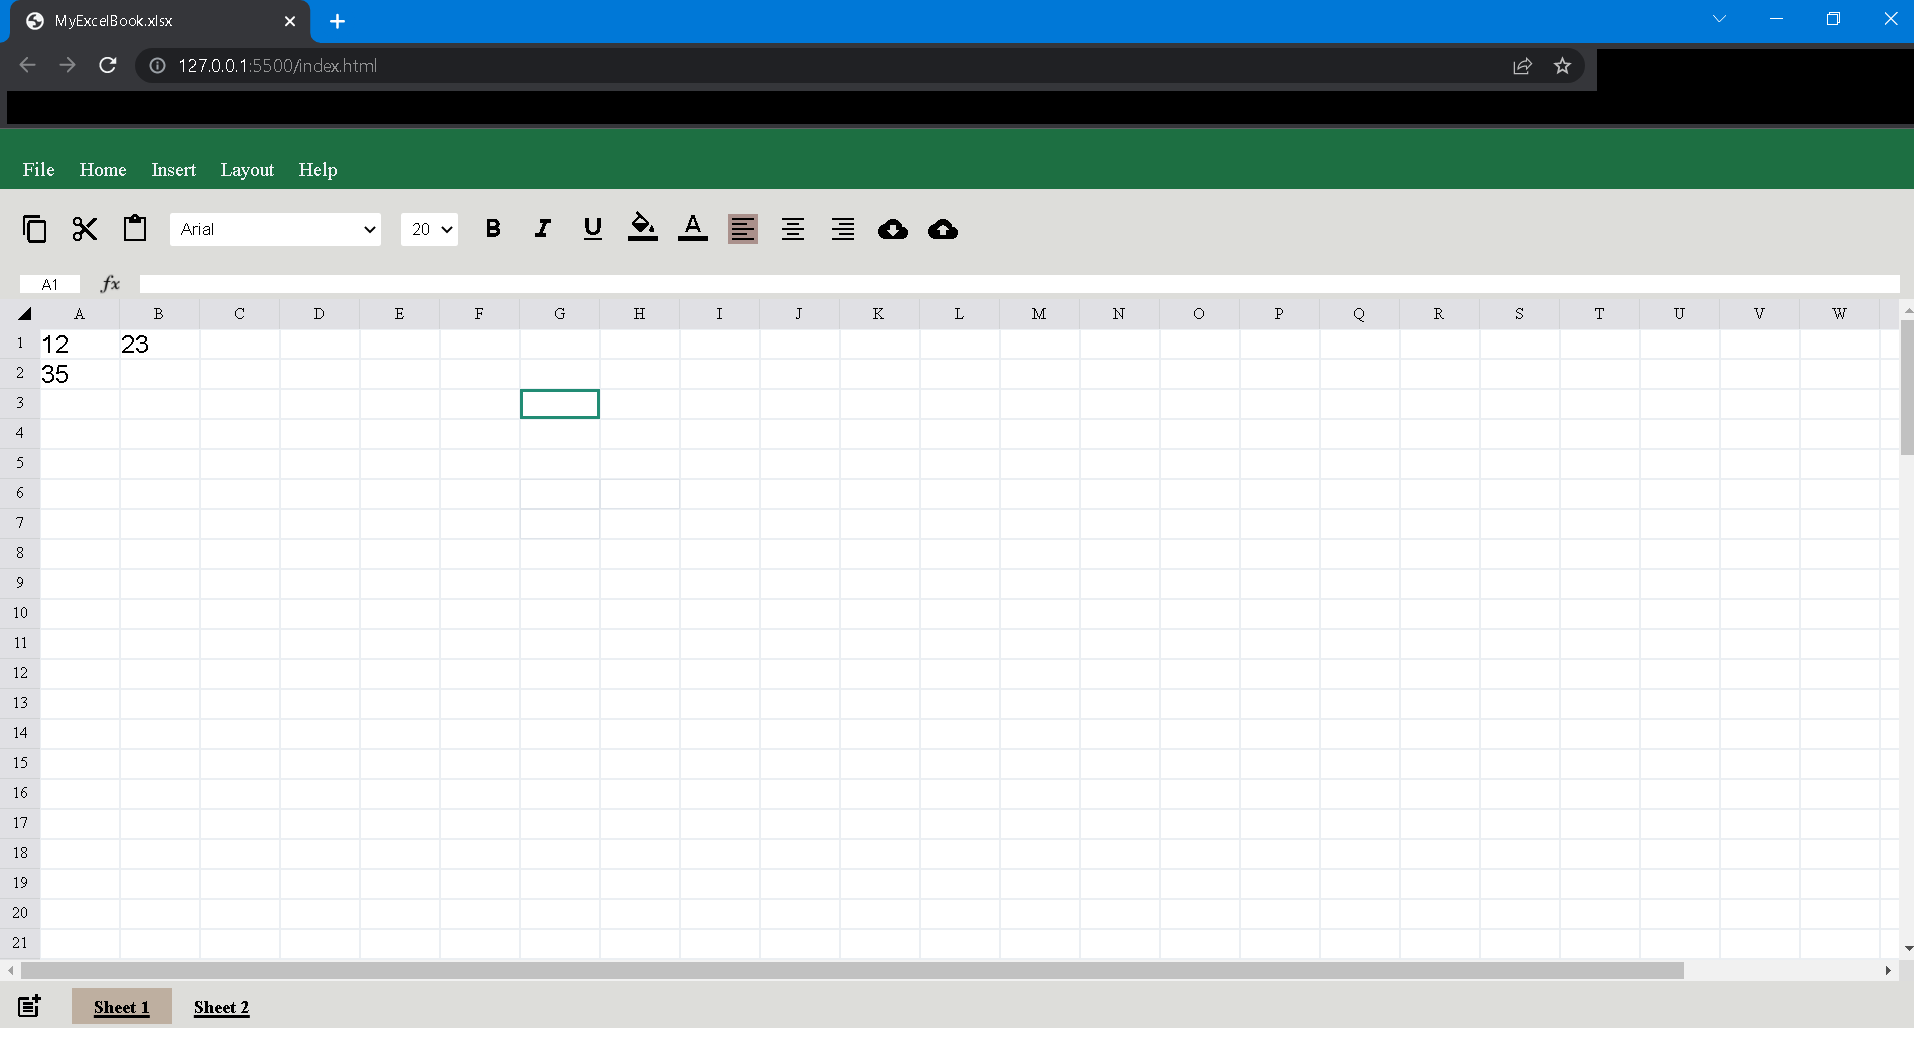 MyExcelBook.xlsx
127.0.0.1:5500/index.html
File Home Insert Layout Help
Arial 20 B I U A
A1 fx
A B C D E F G H I J K L M N O P Q R S T U V W
1 12 23
2 35
3
4
5
6
7
8
9
10
11
12
13
14
15
16
17
18
19
20
21
Sheet 1 Sheet 2